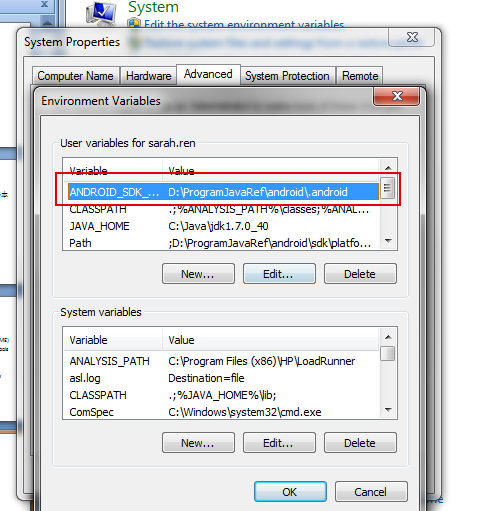 System
Edit the system environment variables
System Properties
Computer Name Hardware Advanced System Protection Remote
Environment Variables
User variables for sarah.ren
Variable Value
ANDROID_SDK_... D:\ProgramJavaRef\android\.android
CLASSPATH .;%ANALYSIS_PATH%\classes;%ANAL...
JAVA_HOME C:\Java\jdk1.7.0_40
Path ;D:\ProgramJavaRef\android\sdk\platfo...
New... Edit... Delete
System variables
Variable Value
ANALYSIS_PATH C:\Program Files (x86)\HP\LoadRunner
asl.log Destination=file
CLASSPATH .;%JAVA_HOME%\lib;
ComSpec C:\Windows\system32\cmd.exe
New... Edit... Delete
OK Cancel